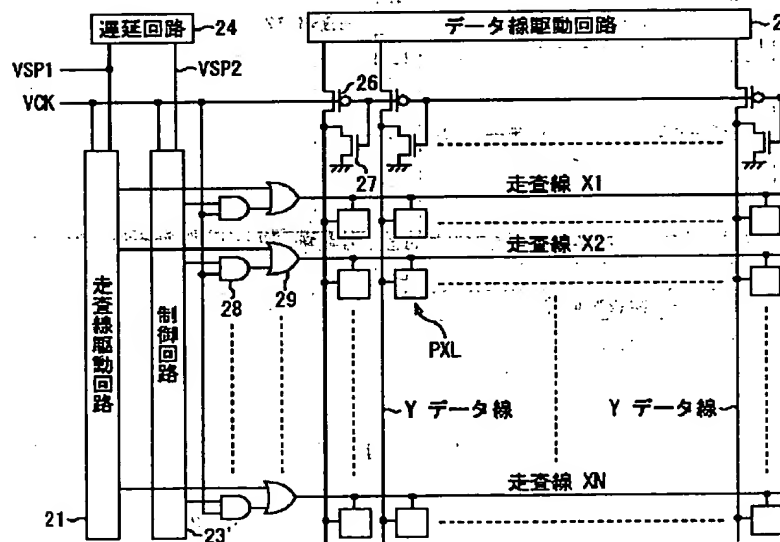 遅延回路
24
データ線駆動回路
2
VSP1
VSP2
VCK
26
27
走査線 X1
走査線 X2
28
29
走査線駆動回路
制御回路
PXL
Y データ線
Y データ線
走査線 XN
21
23'